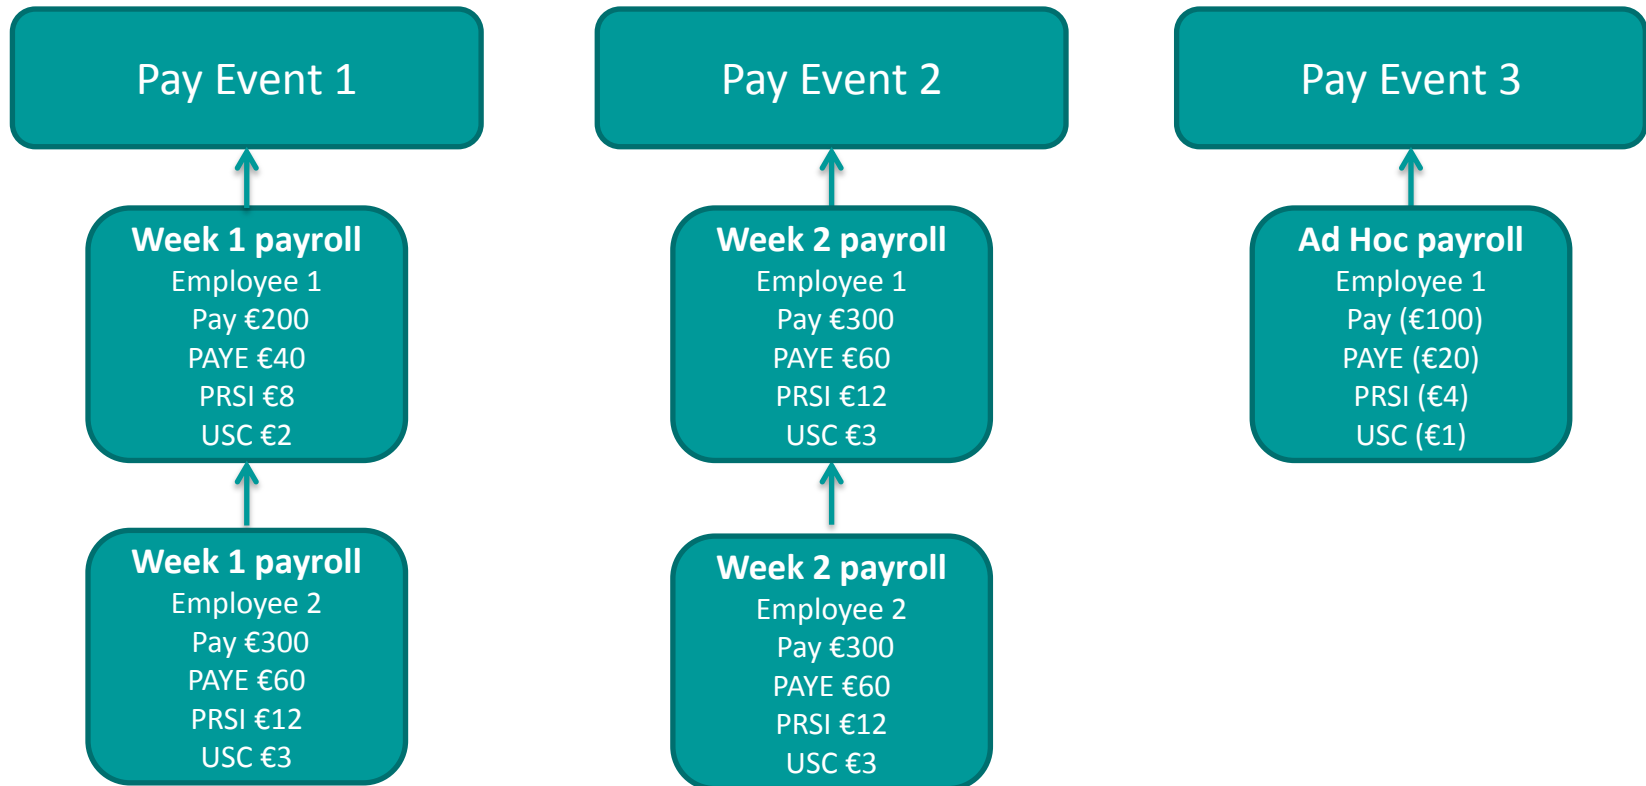 Pay Event 1
Pay Event 2
Pay Event 3
Week 1 payroll
Employee 1
Pay €200
PAYE €40
PRSI €8
USC €2
Week 2 payroll
Employee 1
Pay €300
PAYE €60
PRSI €12
USC €3
Ad Hoc payroll
Employee 1
Pay (€100)
PAYE (€20)
PRSI (€4)
USC (€1)
Week 1 payroll
Employee 2
Pay €300
PAYE €60
PRSI €12
USC €3
Week 2 payroll
Employee 2
Pay €300
PAYE €60
PRSI €12
USC €3